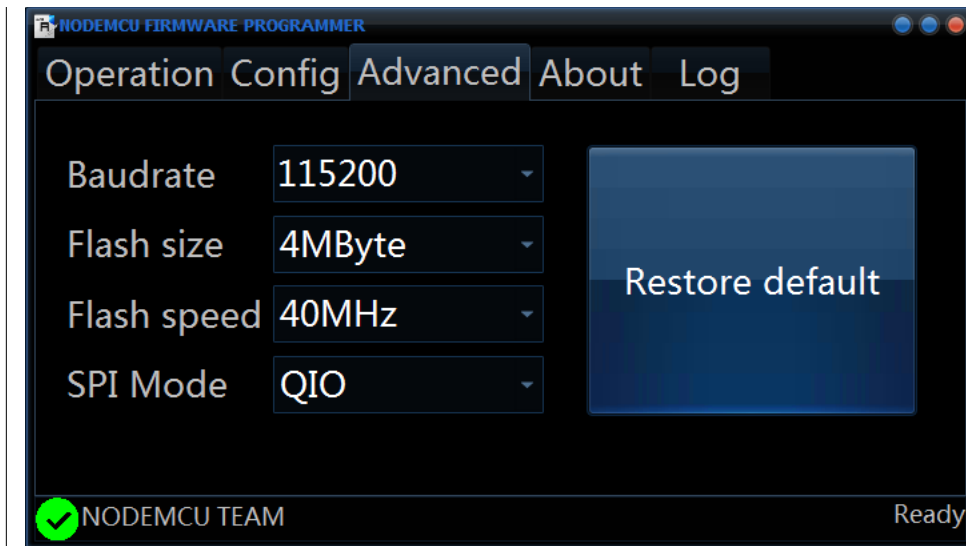 NODEMCU FIRMWARE PROGRAMMER
Operation Config Advanced About Log
Baudrate 115200
Flash size 4MByte
Flash speed 40MHz
SPI Mode QIO
Restore default
NODEMCU TEAM Ready